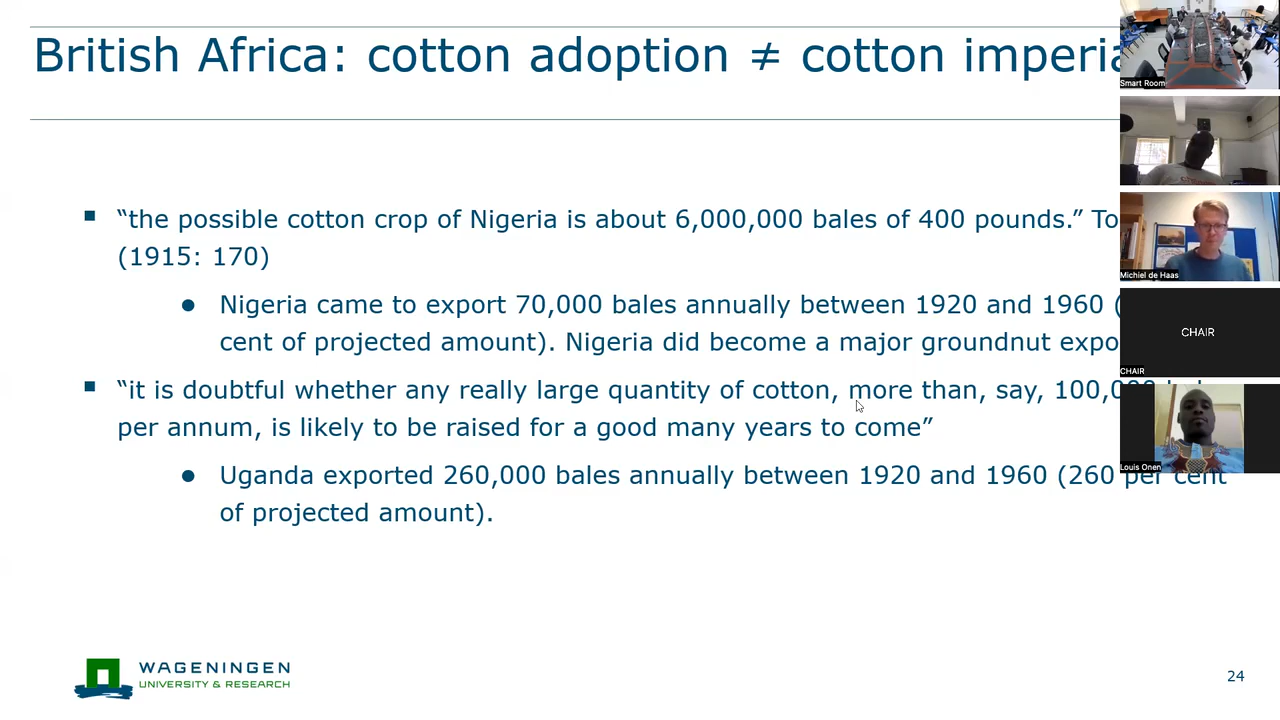 British Africa: cotton adoption ≠ cotton
“the possible cotton crop of Nigeria is about 6,000,000 bales of 400 pounds.”
(1915: 170)
Nigeria came to export 70,000 bales annually between 1920 and 1960 (
cent of projected amount). Nigeria did become a major groundnut
“it is doubtful whether any really large quantity of cotton, more than, say,
per annum, is likely to be raised for a good many years to come”
Uganda exported 260,000 bales annually between 1920 and 1960 (260 per cent
of projected amount).
WAGENINGEN
UNIVERSITY & RESEARCH
24
Smart Room
Michiel de Haas
CHAIR
CHAIR
Louis Onen